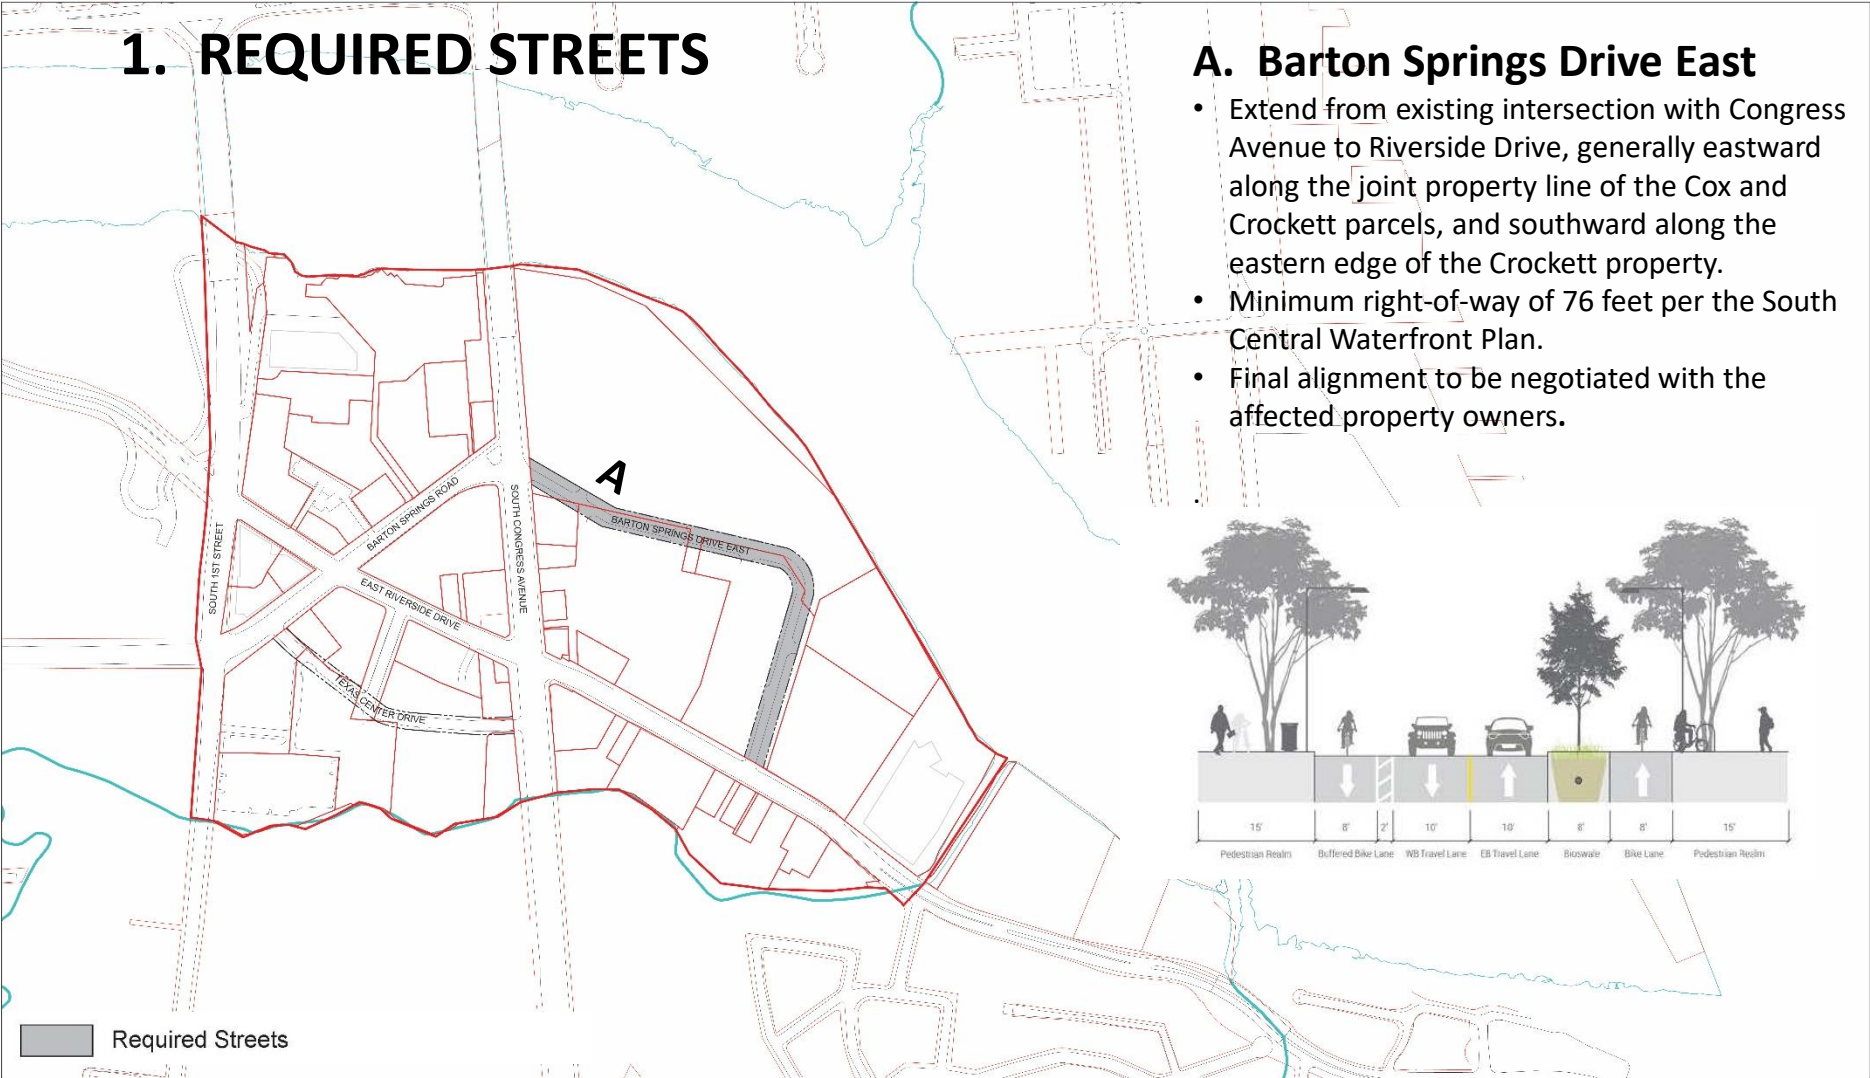 1. REQUIRED STREETS
A. Barton Springs Drive East
• Extend from existing intersection with Congress
Avenue to Riverside Drive, generally eastward
along the joint property line of the Cox and
Crockett parcels, and southward along the
eastern edge of the Crockett property.
• Minimum right-of-way of 76 feet per the South
Central Waterfront Plan.
• Final alignment to be negotiated with the
affected property owners.
.
A
BARTON SPRINGS ROAD
SOUTH CONGRESS AVENUE
BARTON SPRINGS DRIVE EAST
SOUTH 1ST STREET
EAST RIVERSIDE DRIVE
TEXAS CENTER DRIVE
15' 8' 2' 10' 10' 8' 8' 15'
Pedestrian Realm Buffered Bike Lane WB Travel Lane EB Travel Lane Bioswale Bike Lane Pedestrian Realm
Required Streets